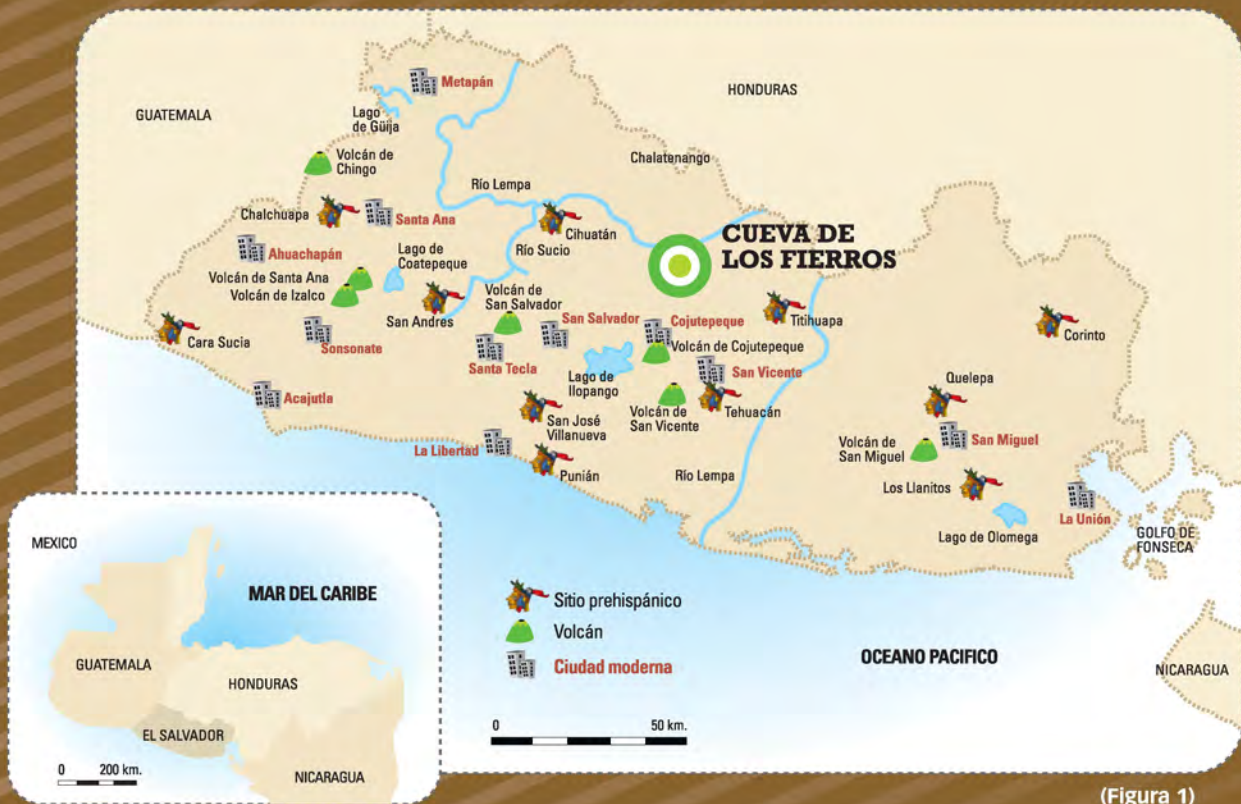 Metapán
GUATEMALA
HONDURAS
Lago
de Güija
Volcán de
Chingo
Chalatenango
Río Lempa
Chalchuapa
Santa Ana
Cihuatán
CUEVA DE
LOS FIERROS
Ahuachapán
Lago de
Coatepeque
Río Sucio
Volcán de Santa Ana
Volcán de Izalco
Volcán de
San Salvador
San Andres
San Salvador
Cojutepeque
Titihuapa
Corinto
Cara Sucia
Sonsonate
Santa Tecla
Volcán de Cojutepeque
Lago de
Ilopango
San Vicente
Quelepa
Acajutla
San José
Villanueva
Volcán de
San Vicente
Tehuacán
Volcán de
San Miguel
San Miguel
La Libertad
Punián
Río Lempa
Los Llanitos
La Unión
Lago de Olomega
GOLFO DE
FONSECA
MEXICO
MAR DEL CARIBE
GUATEMALA
HONDURAS
EL SALVADOR
NICARAGUA
0 200 km.
Sitio prehispánico
Volcán
Ciudad moderna
0 50 km.
OCEANO PACIFICO
NICARAGUA
(Figura 1)